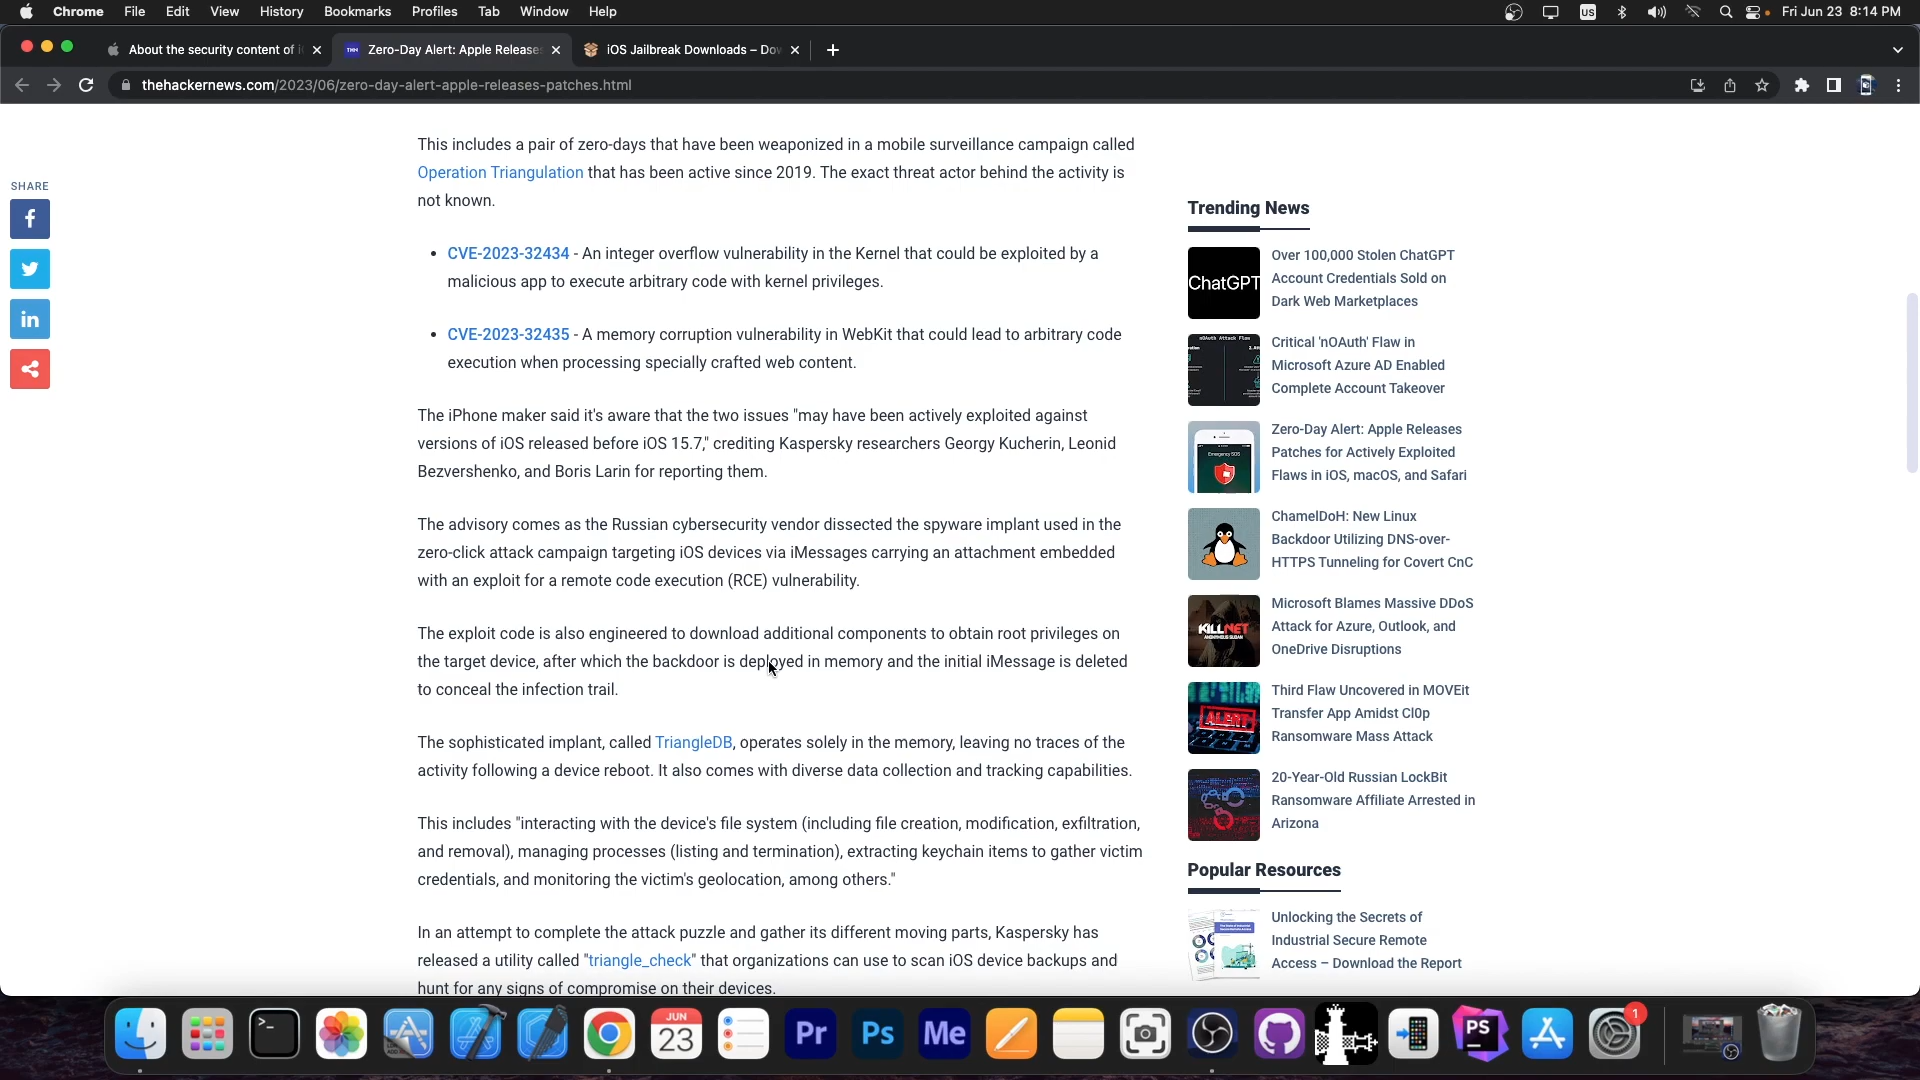 Chrome File Edit View History Bookmarks Profiles Tab Window Help
US Fri Jun 23 8:14 PM
About the security content of i
Zero-Day Alert: Apple Releases
iOS Jailbreak Downloads – Dov
thehackernews.com/2023/06/zero-day-alert-apple-releases-patches.html
SHARE
This includes a pair of zero-days that have been weaponized in a mobile surveillance campaign called
Operation Triangulation that has been active since 2019. The exact threat actor behind the activity is
not known.
• CVE-2023-32434 - An integer overflow vulnerability in the Kernel that could be exploited by a
malicious app to execute arbitrary code with kernel privileges.
• CVE-2023-32435 - A memory corruption vulnerability in WebKit that could lead to arbitrary code
execution when processing specially crafted web content.
The iPhone maker said it's aware that the two issues "may have been actively exploited against
versions of iOS released before iOS 15.7," crediting Kaspersky researchers Georgy Kucherin, Leonid
Bezvershenko, and Boris Larin for reporting them.
The advisory comes as the Russian cybersecurity vendor dissected the spyware implant used in the
zero-click attack campaign targeting iOS devices via iMessages carrying an attachment embedded
with an exploit for a remote code execution (RCE) vulnerability.
The exploit code is also engineered to download additional components to obtain root privileges on
the target device, after which the backdoor is deployed in memory and the initial iMessage is deleted
to conceal the infection trail.
The sophisticated implant, called TriangleDB, operates solely in the memory, leaving no traces of the
activity following a device reboot. It also comes with diverse data collection and tracking capabilities.
This includes "interacting with the device's file system (including file creation, modification, exfiltration,
and removal), managing processes (listing and termination), extracting keychain items to gather victim
credentials, and monitoring the victim's geolocation, among others."
In an attempt to complete the attack puzzle and gather its different moving parts, Kaspersky has
released a utility called "triangle_check" that organizations can use to scan iOS device backups and
hunt for any signs of compromise on their devices.
Trending News
ChatGPT
Over 100,000 Stolen ChatGPT
Account Credentials Sold on
Dark Web Marketplaces
nOAuth Attack Flow
Critical 'nOAuth' Flaw in
Microsoft Azure AD Enabled
Complete Account Takeover
Emergency SOS
Zero-Day Alert: Apple Releases
Patches for Actively Exploited
Flaws in iOS, macOS, and Safari
ChamelDoH: New Linux
Backdoor Utilizing DNS-over-
HTTPS Tunneling for Covert CnC
KILLNET
ANONYMOUS SUDAN
Microsoft Blames Massive DDoS
Attack for Azure, Outlook, and
OneDrive Disruptions
ALERT
Third Flaw Uncovered in MOVEit
Transfer App Amidst Cl0p
Ransomware Mass Attack
20-Year-Old Russian LockBit
Ransomware Affiliate Arrested in
Arizona
Popular Resources
Unlocking the Secrets of
Industrial Secure Remote
Access – Download the Report
JUN
23
Pr
Ps
Me
PS
1